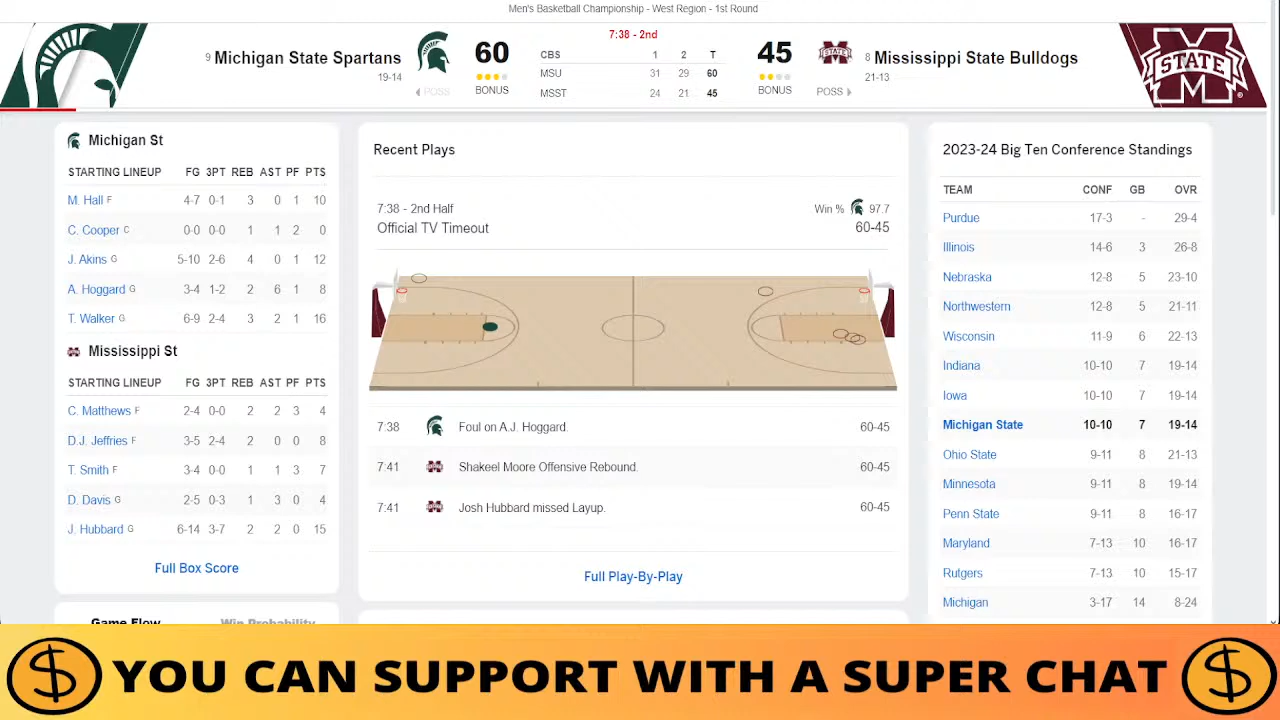 Men's Basketball Championship - West Region - 1st Round
9 Michigan State Spartans
19-14
60
BONUS
POSS
7:38 - 2nd
CBS 1 2 T
MSU 31 29 60
MSST 24 21 45
45
BONUS
POSS
8 Mississippi State Bulldogs
21-13
STATE
Michigan St
STARTING LINEUP FG 3PT REB AST PF PTS
M. Hall F 4-7 0-1 3 0 1 10
C. Cooper C 0-0 0-0 1 1 2 0
J. Akins G 5-10 2-6 4 0 1 12
A. Hoggard G 3-4 1-2 2 6 1 8
T. Walker G 6-9 2-4 3 2 1 16
Mississippi St
STARTING LINEUP FG 3PT REB AST PF PTS
C. Matthews F 2-4 0-0 2 2 3 4
D.J. Jeffries F 3-5 2-4 2 0 0 8
T. Smith F 3-4 0-0 1 1 3 7
D. Davis G 2-5 0-3 1 3 0 4
J. Hubbard G 6-14 3-7 2 2 0 15
Full Box Score
Game Flow Win Probability
Recent Plays
7:38 - 2nd Half Win % 97.7
Official TV Timeout 60-45
7:38 Foul on A.J. Hoggard. 60-45
7:41 Shakeel Moore Offensive Rebound. 60-45
7:41 Josh Hubbard missed Layup. 60-45
Full Play-By-Play
2023-24 Big Ten Conference Standings
TEAM CONF GB OVR
Purdue 17-3 - 29-4
Illinois 14-6 3 26-8
Nebraska 12-8 5 23-10
Northwestern 12-8 5 21-11
Wisconsin 11-9 6 22-13
Indiana 10-10 7 19-14
Iowa 10-10 7 19-14
Michigan State 10-10 7 19-14
Ohio State 9-11 8 21-13
Minnesota 9-11 8 19-14
Penn State 9-11 8 16-17
Maryland 7-13 10 16-17
Rutgers 7-13 10 15-17
Michigan 3-17 14 8-24
$ YOU CAN SUPPORT WITH A SUPER CHAT $